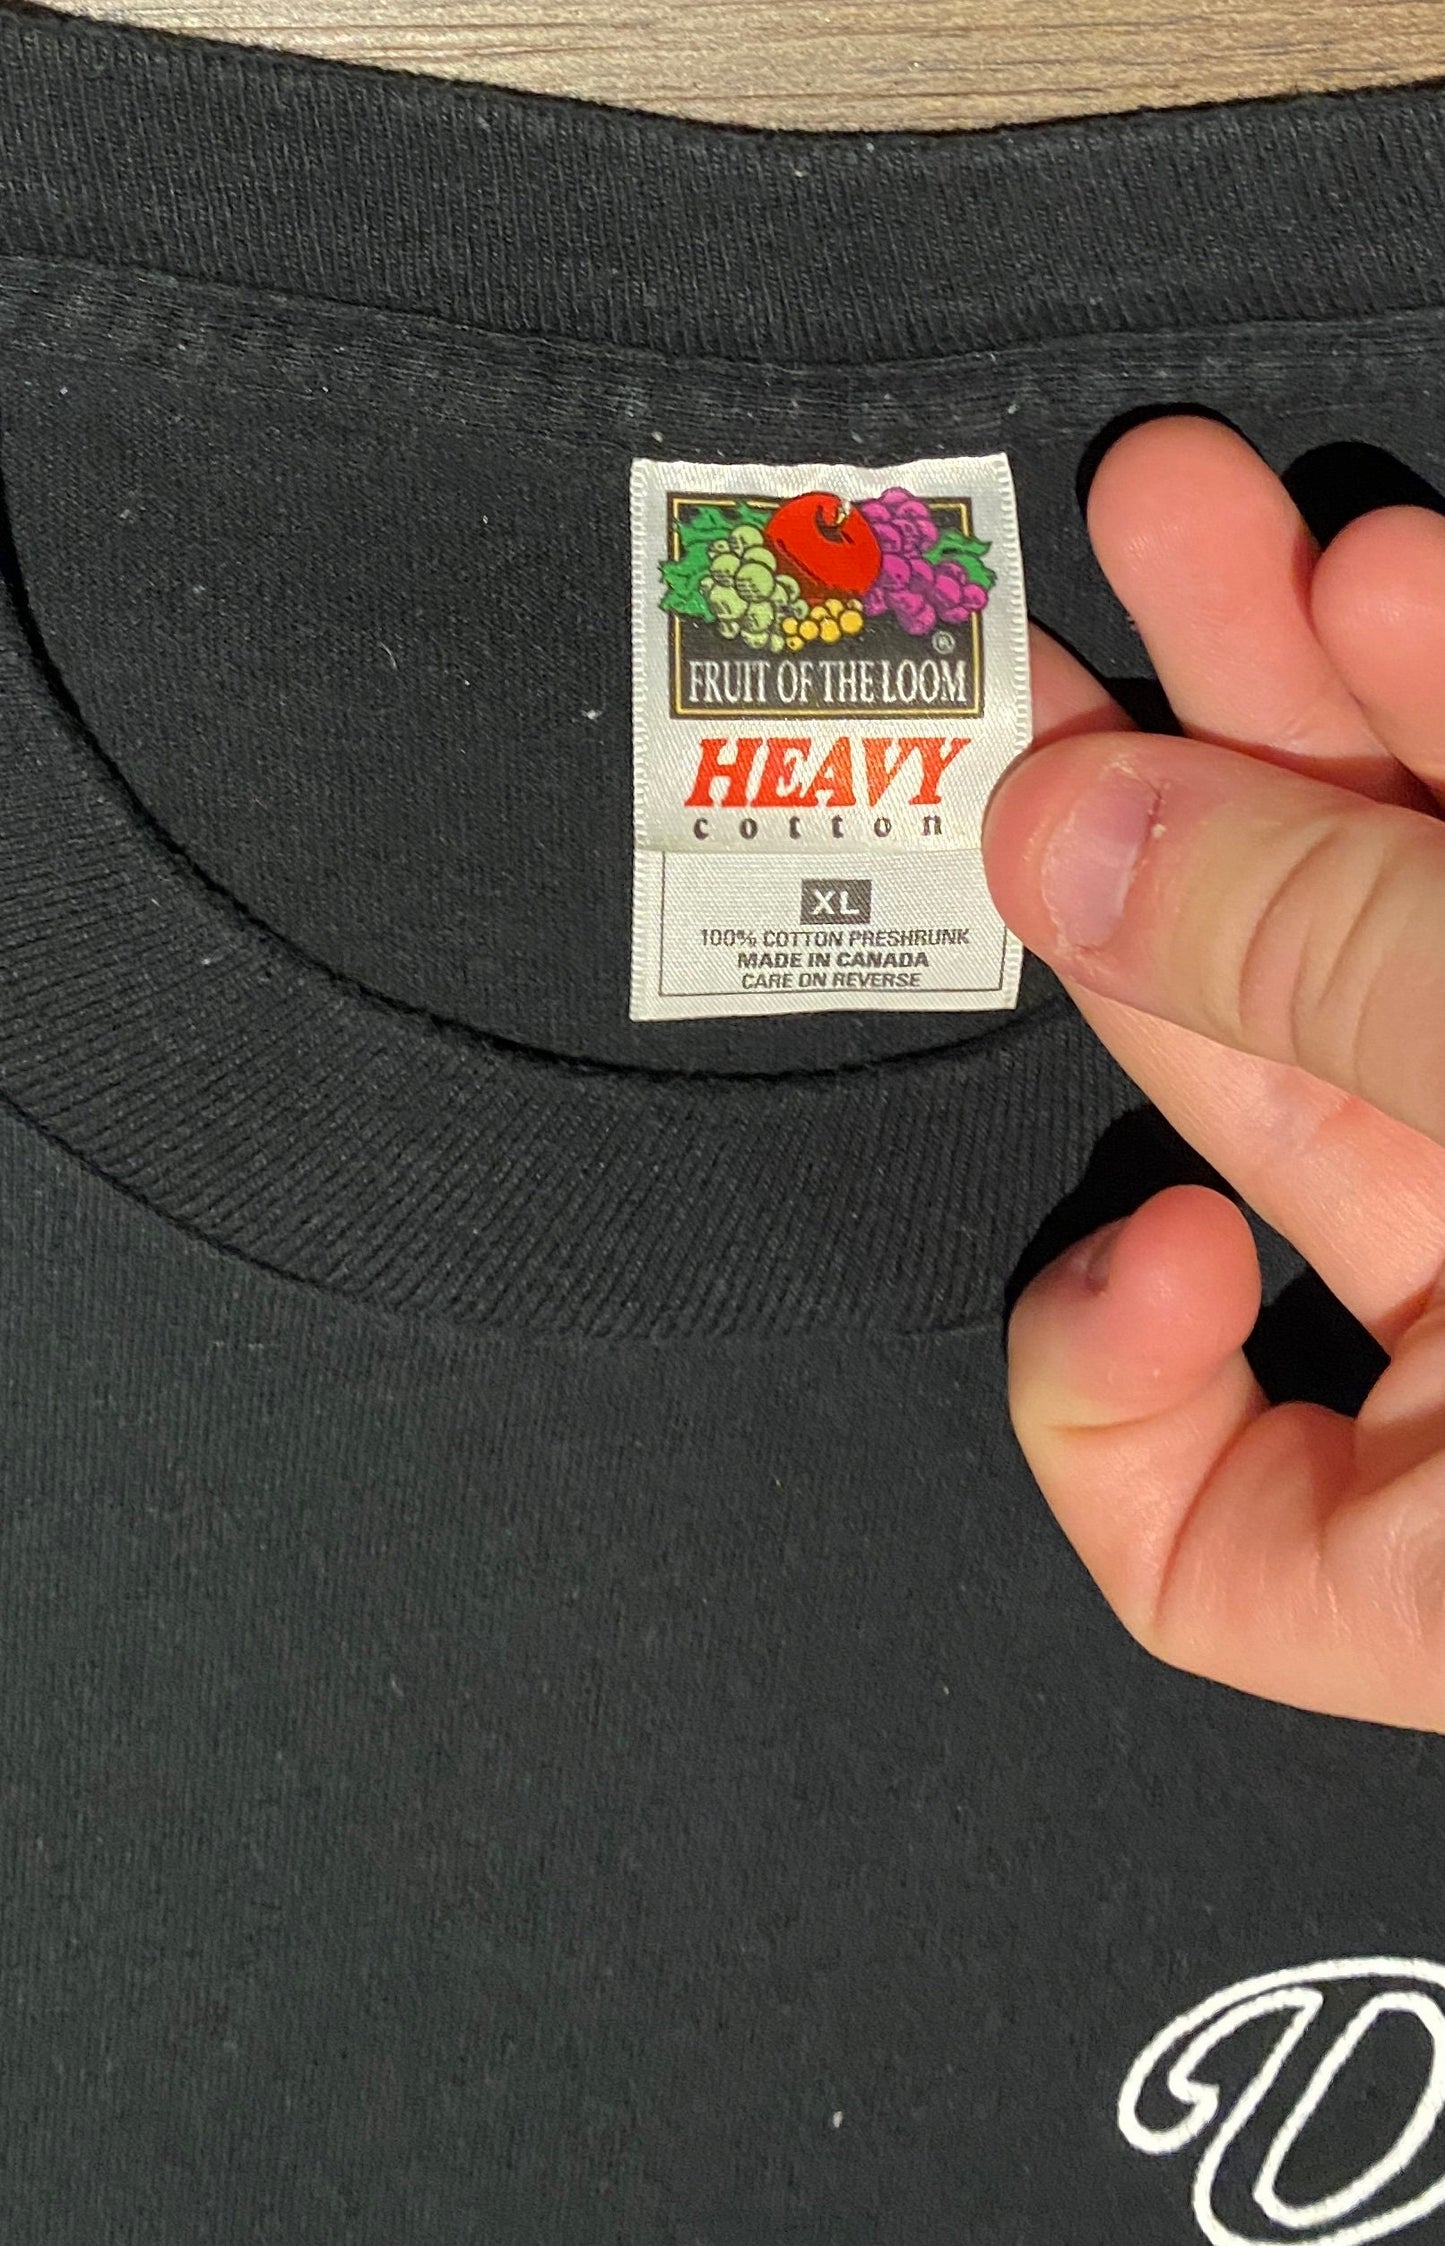 ®
FRUIT OF THE LOOM
HEAVY
cotton
XL
100% COTTON PRESHRUNK
MADE IN CANADA
CARE ON REVERSE
D